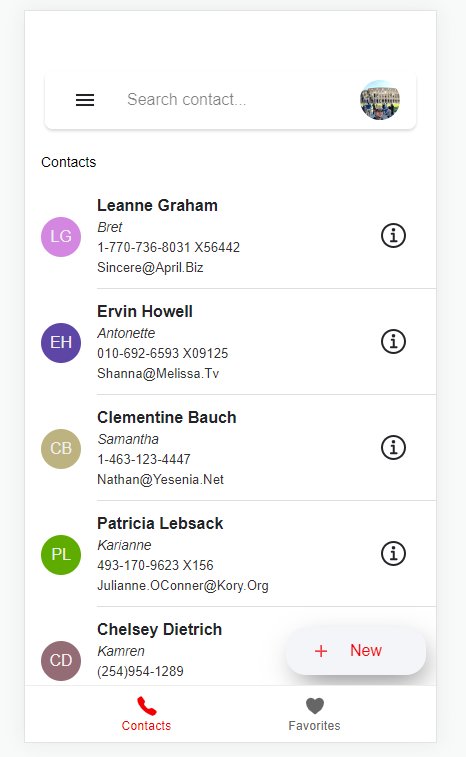 Search contact...
Contacts
LG
Leanne Graham
Bret
1-770-736-8031 X56442
Sincere@April.Biz
EH
Ervin Howell
Antonette
010-692-6593 X09125
Shanna@Melissa.Tv
CB
Clementine Bauch
Samantha
1-463-123-4447
Nathan@Yesenia.Net
PL
Patricia Lebsack
Karianne
493-170-9623 X156
Julianne.OConner@Kory.Org
CD
Chelsey Dietrich
Kamren
(254)954-1289
+ New
Contacts
Favorites